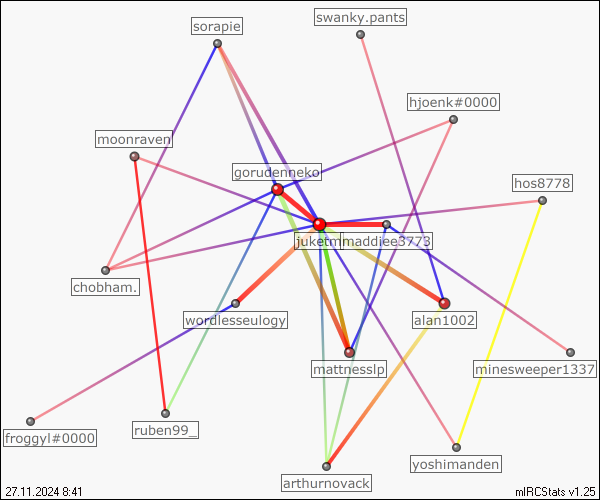 swanky.pants
sorapie
hjoenk#0000
moonraven
gorudenneko
hos8778
maddiee3773
chobham.
wordlesseulogy
alan1002
mattnesslp
minesweeper1337
ruben99_
froggyl#0000
yoshimanden
arthurnovack
27.11.2024 8:41
mIRCStats v1.25